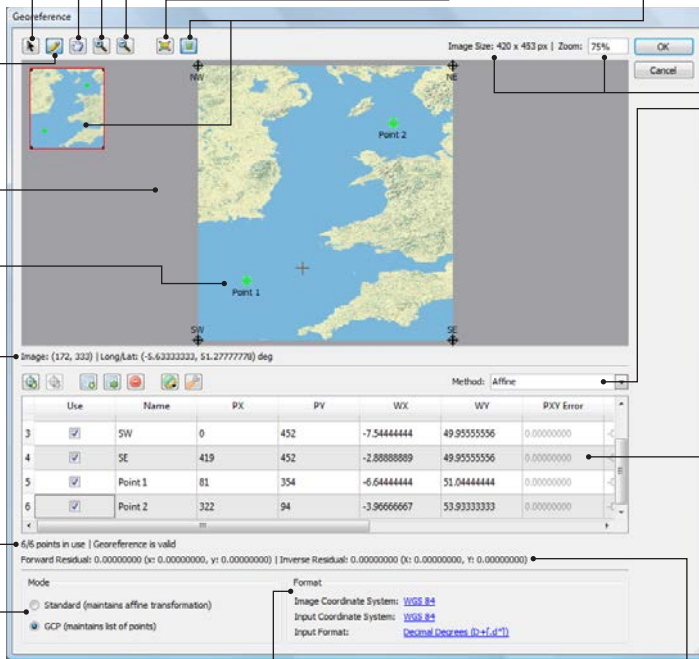 Georeference
Image Size: 420 x 453 px | Zoom: 75% OK
Cancel
NW NE
Point 2
Point 1
SW SE
Image: (172, 333) | Long/Lat: (-5.63333333, 51.27777778) deg
Method: Affine
Use Name PX PY WX WY PXY Error
3 SW 0 452 -7.54444444 49.95555556 0.00000000
4 SE 419 452 -2.88888889 49.95555556 0.00000000
5 Point 1 81 354 -6.64444444 51.04444444 0.00000000
6 Point 2 322 94 -3.96666667 53.93333333 0.00000000
6/6 points in use | Georeference is valid
Forward Residual: 0.00000000 (x: 0.00000000, y: 0.00000000) | Inverse Residual: 0.00000000 (X: 0.00000000, Y: 0.00000000)
Mode
Standard (maintains affine transformation)
GCP (maintains list of points)
Format
Image Coordinate System: WGS 84
Input Coordinate System: WGS 84
Input Format: Decimal Degrees (D+[.d*])